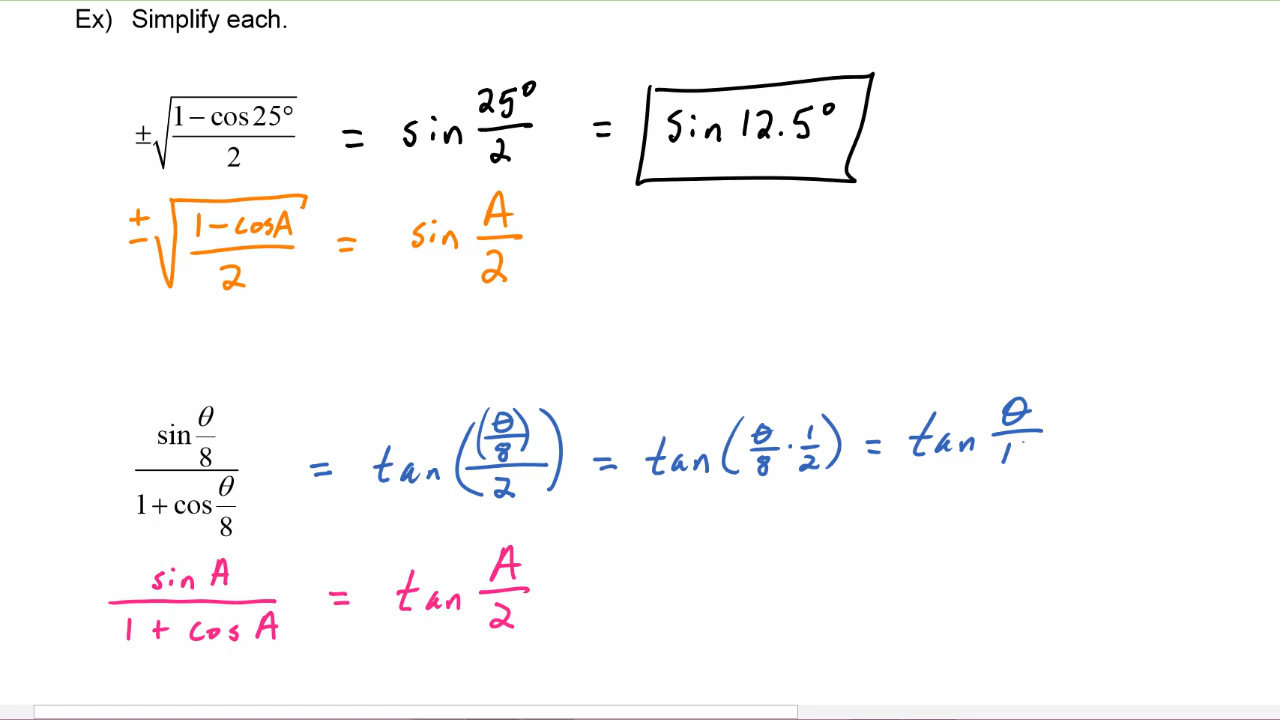 Ex) Simplify each.
±√((1 − cos 25°)/2) = sin 25°/2 = sin 12.5°
±√((1 − cosA)/2) = sin A/2
(sin θ/8)/(1 + cos θ/8) = tan((θ/8)/2) = tan(θ/8 · 1/2) = tan θ/1
sin A/(1 + cos A) = tan A/2